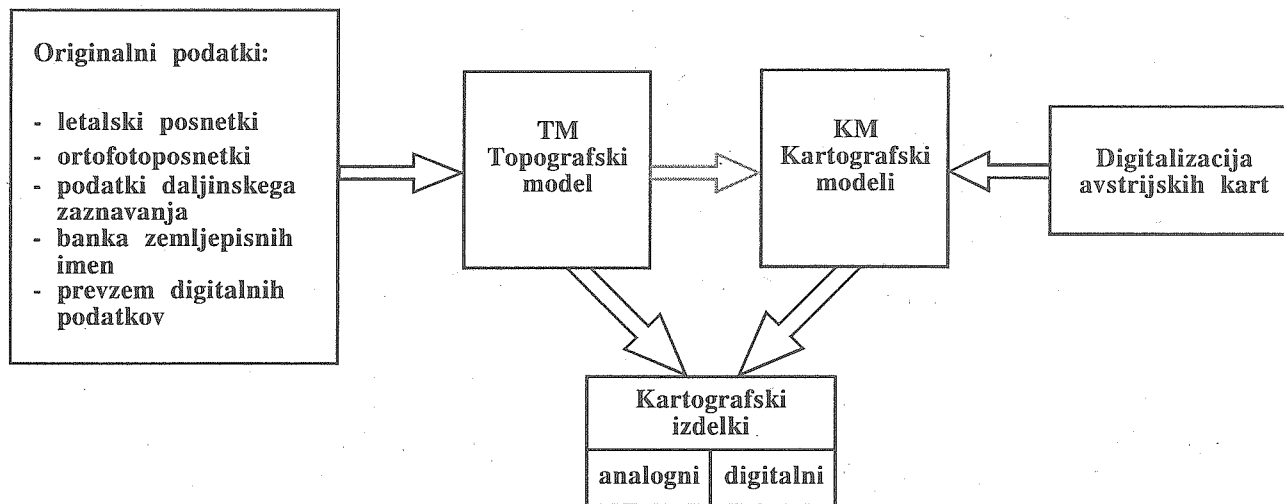 Originalni podatki:
- letalski posnetki
- ortofotoposnetki
- podatki daljinskega
zaznavanja
- banka zemljepisnih
imen
- prevzem digitalnih
podatkov
TM
Topografski
model
KM
Kartografski
modeli
Digitalizacija
avstrijskih kart
Kartografski
izdelki
analogni
digitalni